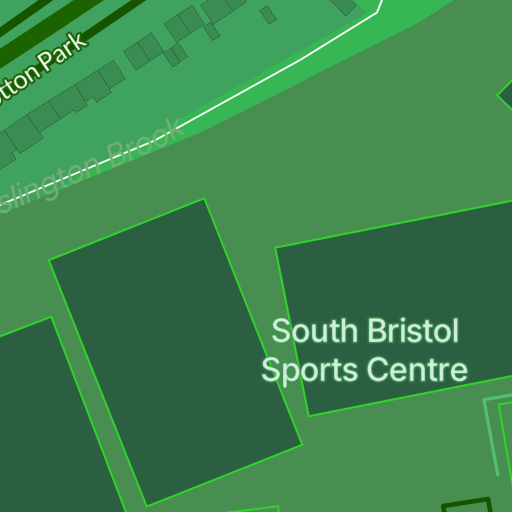 tton Park
slington Brook
South Bristol
Sports Centre